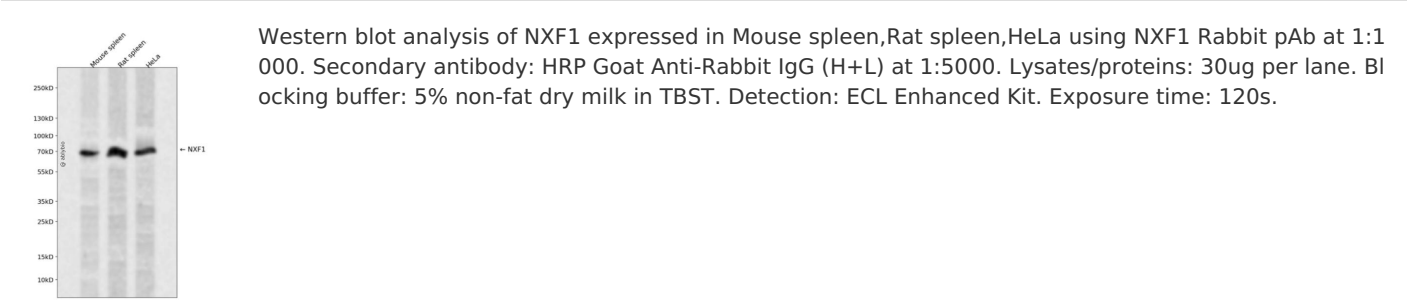 Mouse spleen
Rat spleen
HeLa
250kD
130kD
100kD
70kD
55kD
35kD
25kD
15kD
10kD
← NXF1
Western blot analysis of NXF1 expressed in Mouse spleen,Rat spleen,HeLa using NXF1 Rabbit pAb at 1:1
000. Secondary antibody: HRP Goat Anti-Rabbit IgG (H+L) at 1:5000. Lysates/proteins: 30ug per lane. Bl
ocking buffer: 5% non-fat dry milk in TBST. Detection: ECL Enhanced Kit. Exposure time: 120s.